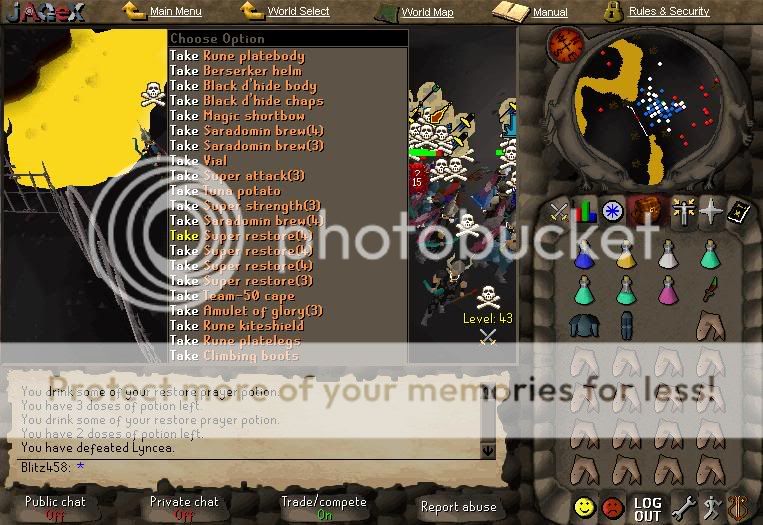 JAGeX Main Menu World Select World Map Manual Rules & Security
Choose Option
Take Rune platebody
Take Berserker helm
Take Black d'hide body
Take Black d'hide chaps
Take Magic shortbow
Take Saradomin brew(4)
Take Saradomin brew(3)
Take Vial
Take Super attack(3)
Take Tuna potato
Take Super strength(3)
Take Saradomin brew(4)
Take Super restore(4)
Take Super restore(4)
Take Super restore(4)
Take Super restore(3)
Take Team-50 cape
Take Amulet of glory(3)
Take Rune kiteshield
Take Rune platelegs
Take Climbing boots
15
Level: 43
photobucket
Protect more of your memories for less!
You drink some of your restore prayer potion.
You have 3 doses of potion left.
You drink some of your restore prayer potion.
You have 2 doses of potion left.
You have defeated Lyncea.
Blitz458: *
Public chat
Off
Private chat
Off
Trade/compete
On
Report abuse
LOG
OUT